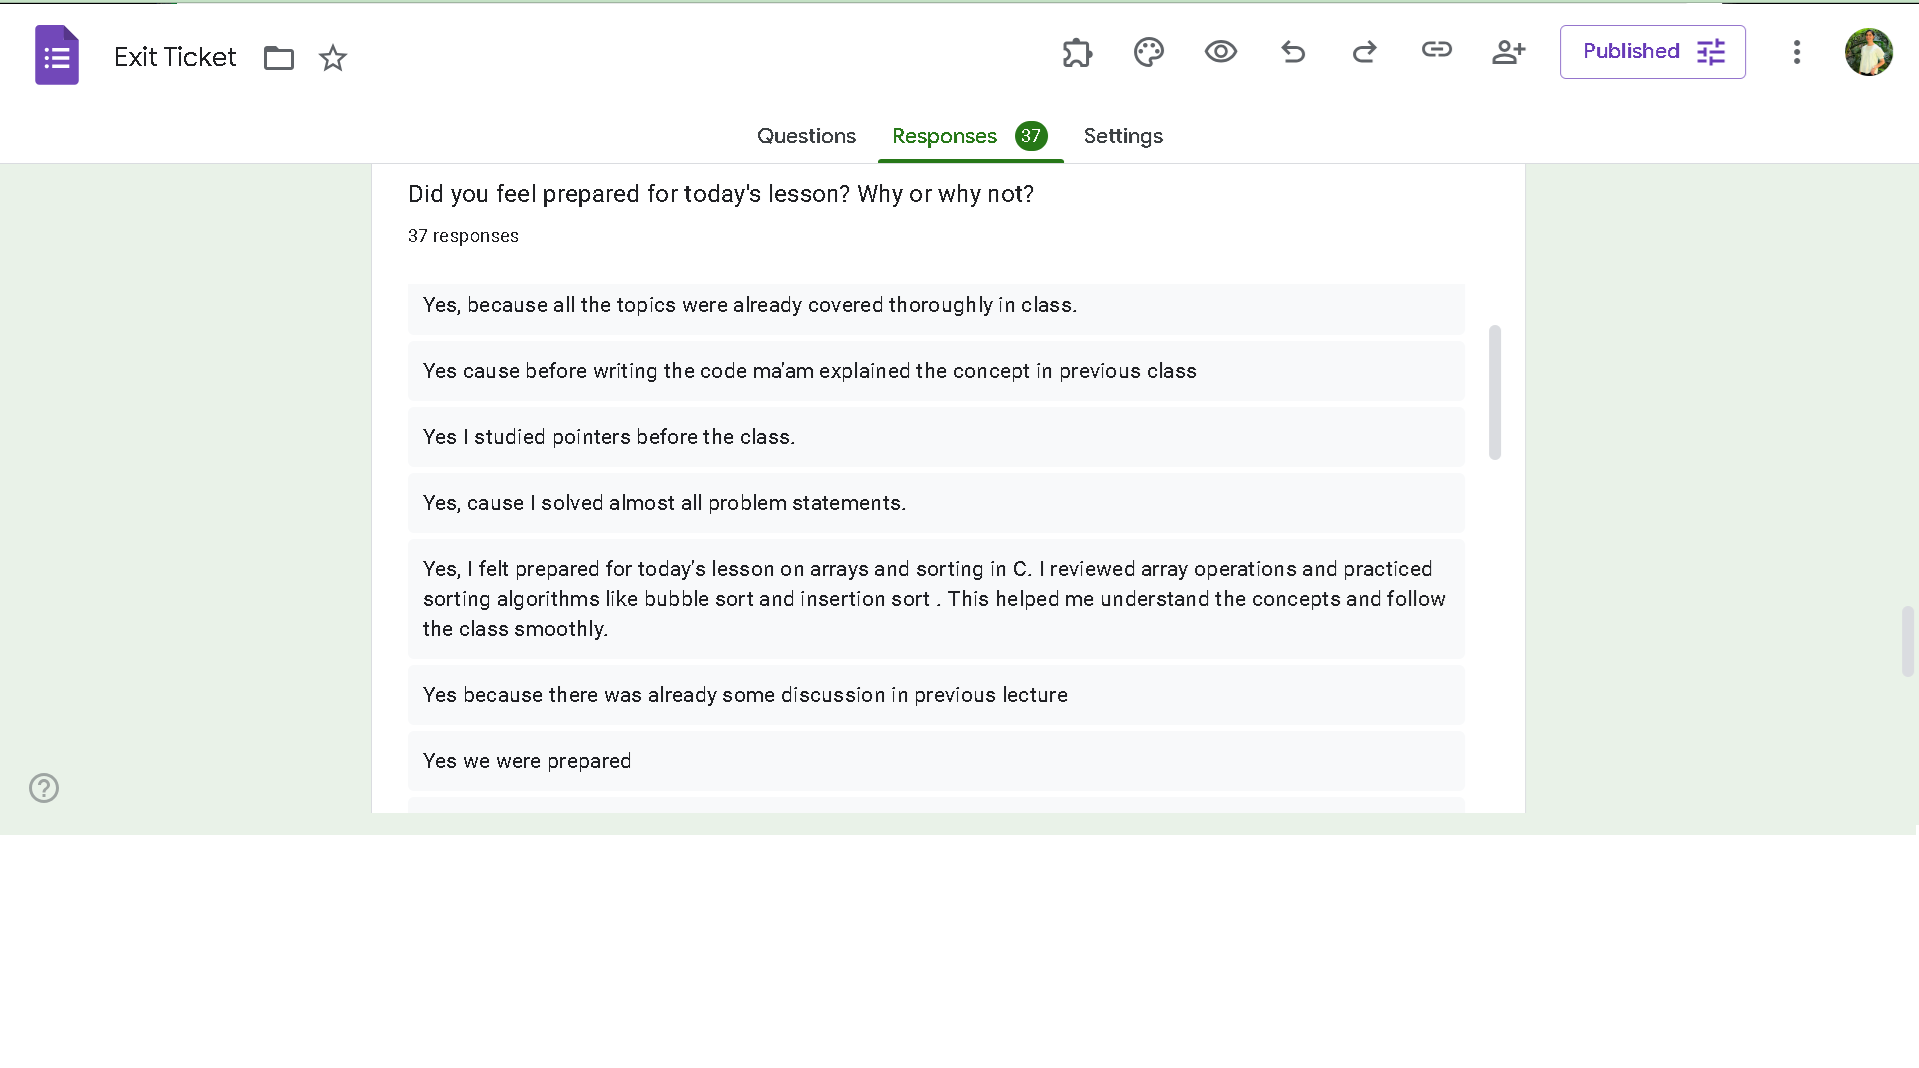 Exit Ticket
Published
Questions
Responses 37
Settings
Did you feel prepared for today's lesson? Why or why not?
37 responses
Yes, because all the topics were already covered thoroughly in class.
Yes cause before writing the code ma'am explained the concept in previous class
Yes I studied pointers before the class.
Yes, cause I solved almost all problem statements.
Yes, I felt prepared for today's lesson on arrays and sorting in C. I reviewed array operations and practiced
sorting algorithms like bubble sort and insertion sort . This helped me understand the concepts and follow
the class smoothly.
Yes because there was already some discussion in previous lecture
Yes we were prepared